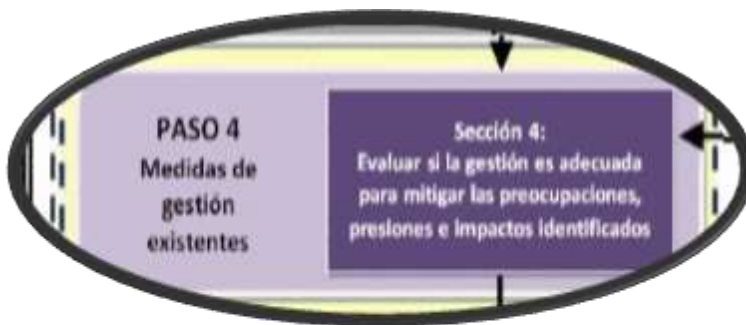 PASO 4
Medidas de
gestión
existentes
Sección 4:
Evaluar si la gestión es adecuada
para mitigar las preocupaciones,
presiones e impactos identificados